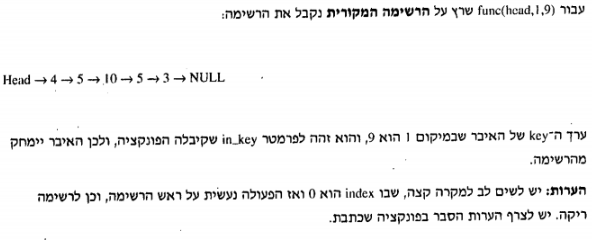 עבור func(head,1,9) שרץ על הרשימה המקורית נקבל את הרשימה:
Head → 4 → 5 → 10 → 5 → 3 → NULL
ערך ה־key של האיבר שבמיקום 1 הוא 9, והוא זהה לפרמטר in_key שקיבלה הפונקציה, ולכן האיבר יימחק
מהרשימה.
הערות: יש לשים לב למקרה קצה, שבו index הוא 0 ואז הפעולה נעשית על ראש הרשימה, וכן לרשימה
ריקה. יש לצרף הערות הסבר בפונקציה שכתבת.